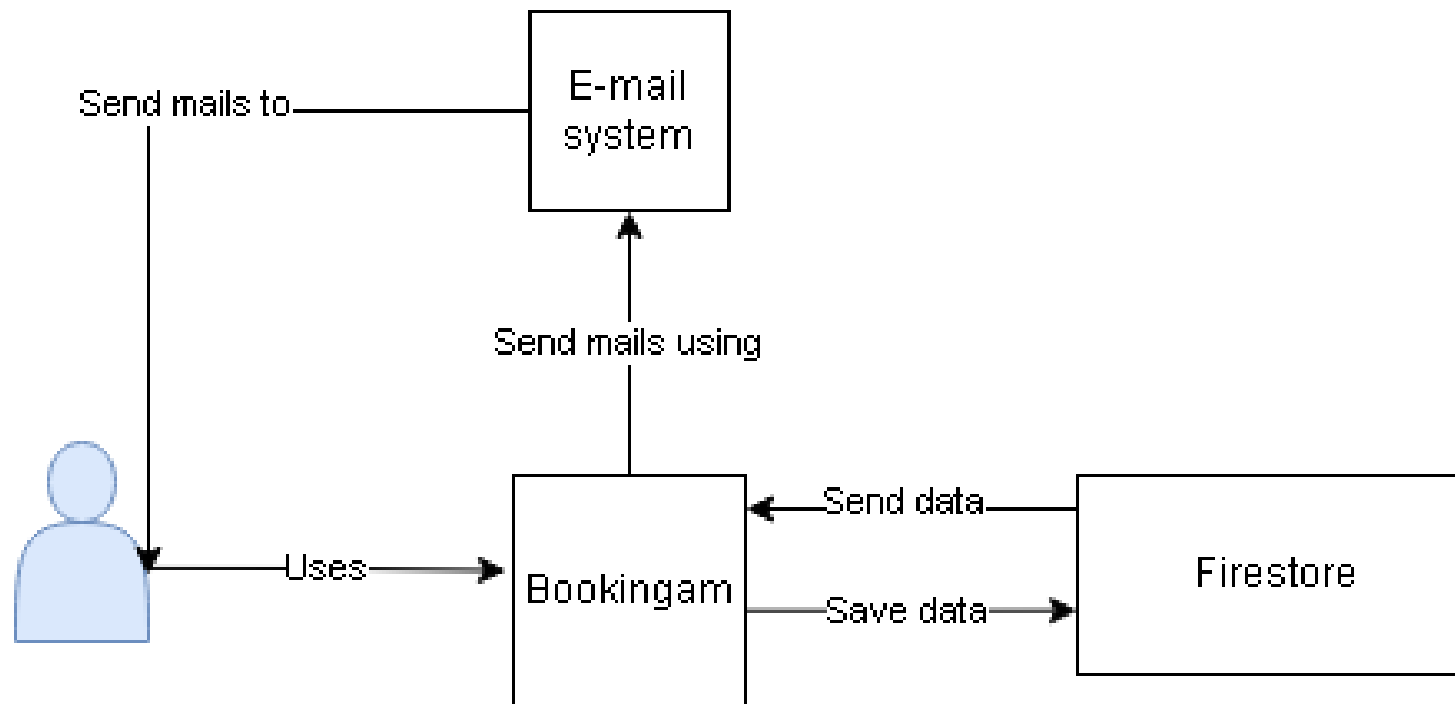 E-mail
system
Send mails to
Send mails using
Send data
Uses
Bookingam
Firestore
Save data